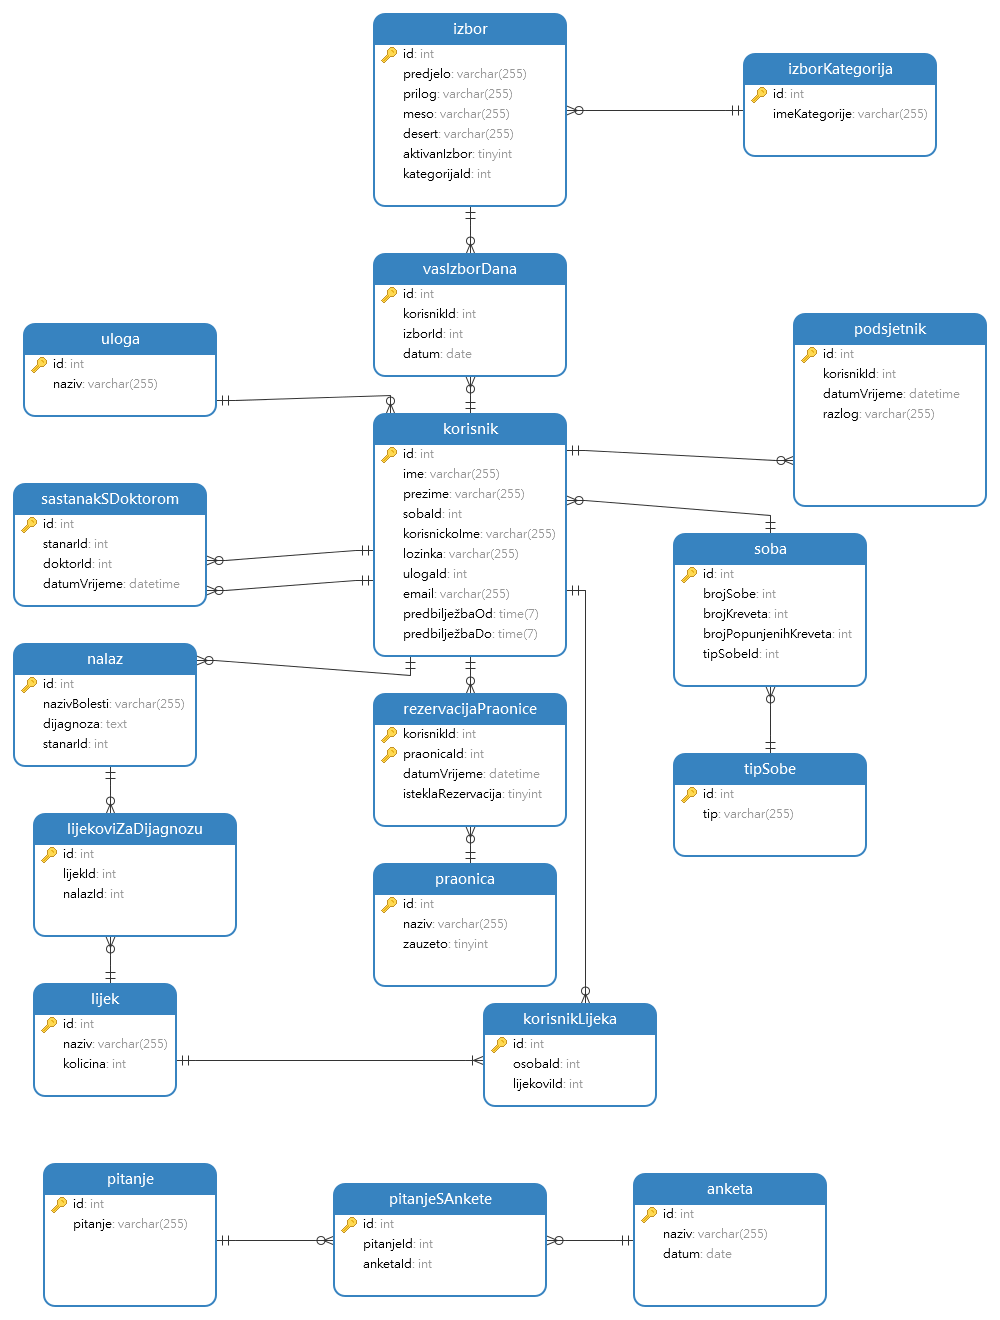 izbor
id: int
predjelo: varchar(255)
prilog: varchar(255)
meso: varchar(255)
desert: varchar(255)
aktivanIzbor: tinyint
kategorijaId: int
izborKategorija
id: int
imeKategorije: varchar(255)
vasIzborDana
id: int
korisnikId: int
izborId: int
datum: date
uloga
id: int
naziv: varchar(255)
podsjetnik
id: int
korisnikId: int
datumVrijeme: datetime
razlog: varchar(255)
korisnik
id: int
ime: varchar(255)
prezime: varchar(255)
sobaId: int
korisnickoIme: varchar(255)
lozinka: varchar(255)
ulogaId: int
email: varchar(255)
predbilježbaOd: time(7)
predbilježbaDo: time(7)
sastanakSDoktorom
id: int
stanarId: int
doktorId: int
datumVrijeme: datetime
soba
id: int
brojSobe: int
brojKreveta: int
brojPopunjenihKreveta: int
tipSobeId: int
nalaz
id: int
nazivBolesti: varchar(255)
dijagnoza: text
stanarId: int
rezervacijaPraonice
korisnikId: int
praonicaId: int
datumVrijeme: datetime
isteklaRezervacija: tinyint
tipSobe
id: int
tip: varchar(255)
lijekoviZaDijagnozu
id: int
lijekId: int
nalazId: int
praonica
id: int
naziv: varchar(255)
zauzeto: tinyint
lijek
id: int
naziv: varchar(255)
kolicina: int
korisnikLijeka
id: int
osobaId: int
lijekoviId: int
pitanje
id: int
pitanje: varchar(255)
pitanjeSAnkete
id: int
pitanjeId: int
anketaId: int
anketa
id: int
naziv: varchar(255)
datum: date